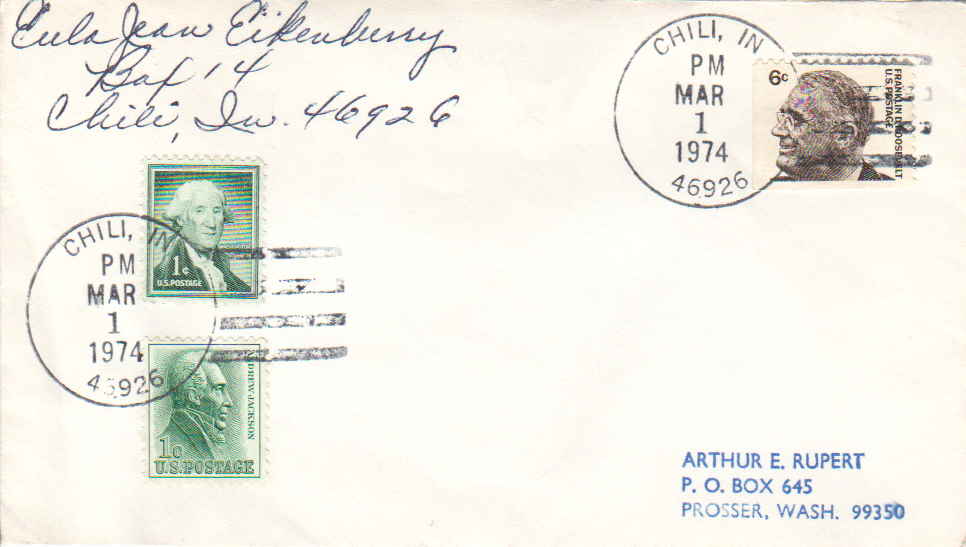 Eula Jean Eikenberry
Box 14
Chili, In. 46926
CHILI, IN
PM
MAR
1
1974
46926
6c
FRANKLIN D. ROOSEVELT
U.S. POSTAGE
1c
U.S. POSTAGE
CHILI, IN
PM
MAR
1
1974
46926
ANDREW JACKSON
1c
U.S. POSTAGE
ARTHUR E. RUPERT
P. O. BOX 645
PROSSER, WASH. 99350